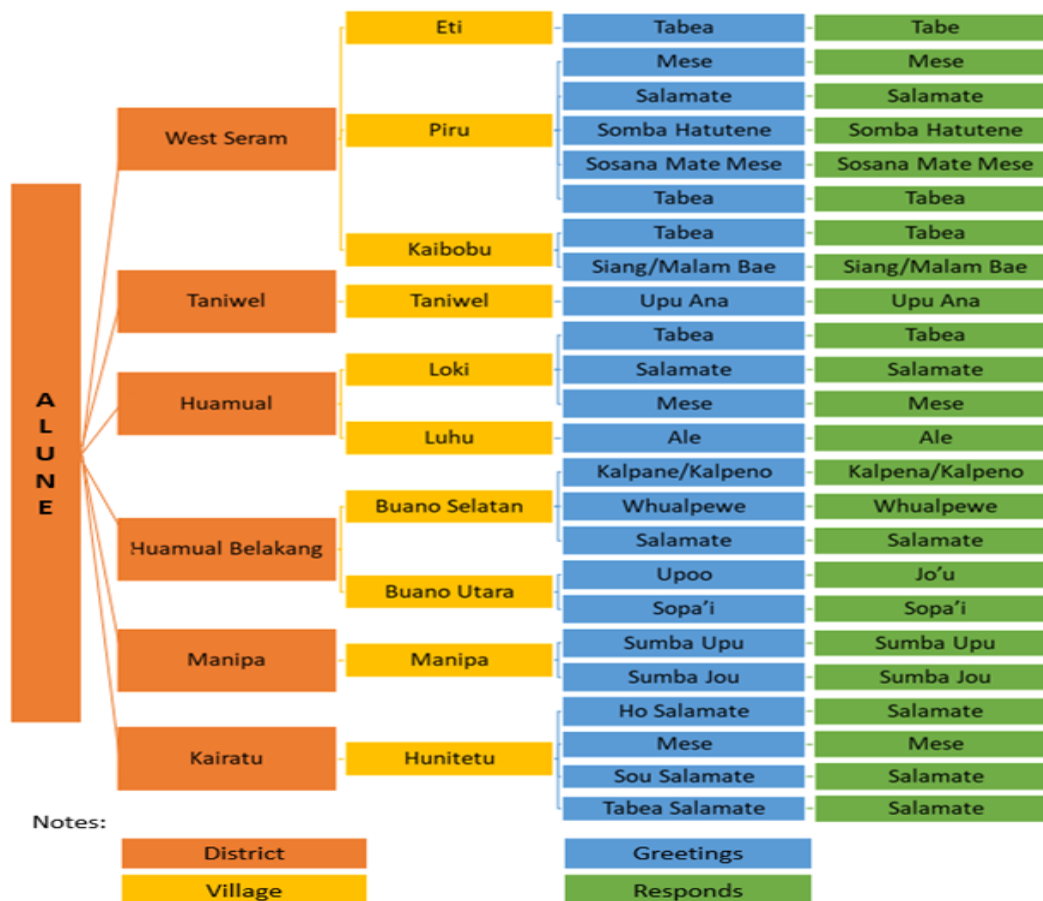 ALUNE
West Seram
Eti
Tabea
Tabe
Piru
Mese
Mese
Salamate
Salamate
Somba Hatutene
Somba Hatutene
Sosana Mate Mese
Sosana Mate Mese
Tabea
Tabea
Kaibobu
Tabea
Tabea
Siang/Malam Bae
Siang/Malam Bae
Taniwel
Taniwel
Upu Ana
Upu Ana
Huamual
Loki
Tabea
Tabea
Salamate
Salamate
Mese
Mese
Luhu
Ale
Ale
Huamual Belakang
Buano Selatan
Kalpane/Kalpeno
Kalpena/Kalpeno
Whualpewe
Whualpewe
Salamate
Salamate
Buano Utara
Upoo
Jo’u
Sopa’i
Sopa’i
Manipa
Manipa
Sumba Upu
Sumba Upu
Sumba Jou
Sumba Jou
Kairatu
Hunitetu
Ho Salamate
Salamate
Mese
Mese
Sou Salamate
Salamate
Tabea Salamate
Salamate
Notes:
District
Greetings
Village
Responds